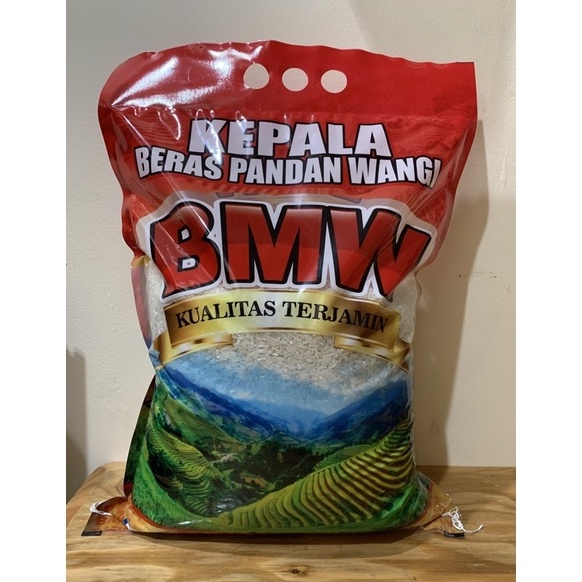 KEPALA
BERAS PANDAN WANGI
BMW
KUALITAS TERJAMIN